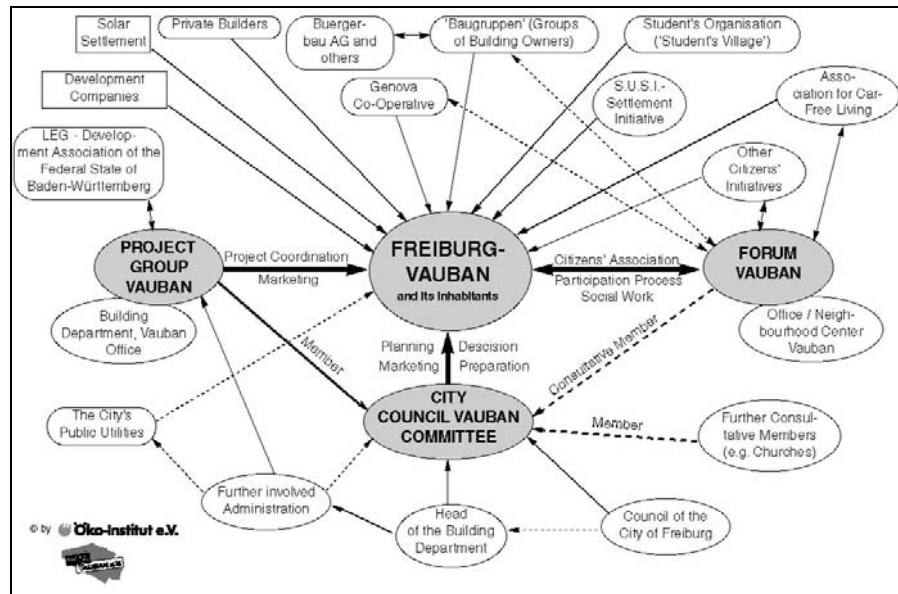 Solar
Settlement
Private Builders
Buerger-
bau AG and
others
'Baugruppen' (Groups
of Building Owners)
Student's Organisation
('Student's Village')
Development
Companies
Genova
Co-Operative
S.U.S.I.-
Settlement
Initiative
Asso-
ciation for Car-
Free Living
LEG - Develop-
ment Association of the
Federal State of
Baden-Württemberg
Other
Citizens'
Initiatives
PROJECT
GROUP
VAUBAN
Project Coordination
Marketing
FREIBURG-
VAUBAN
and Its Inhabitants
Citizens' Association
Participation Process
Social Work
FORUM
VAUBAN
Building
Department, Vauban
Office
Office / Neigh-
bourhood Center
Vauban
Member
Planning
Marketing
Descision
Preparation
Consultative Member
The City's
Public Utilities
CITY
COUNCIL VAUBAN
COMMITTEE
Member
Further Consul-
tative Members
(e.g. Churches)
Further involved
Administration
Head
of the Building
Department
Council of the
City of Freiburg
© by Öko-Institut e.V.